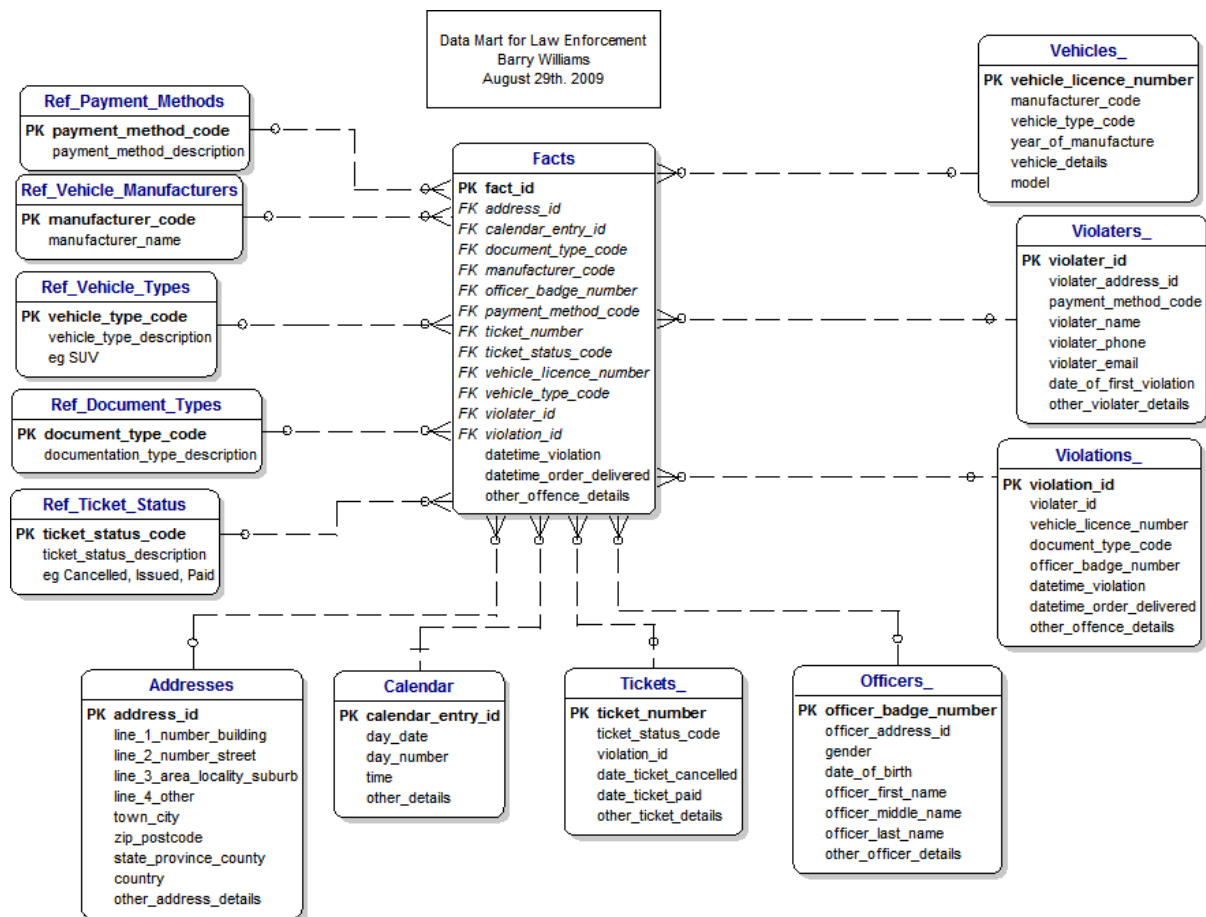 Data Mart for Law Enforcement
Barry Williams
August 29th. 2009
Ref_Payment_Methods
PK payment_method_code
payment_method_description
Ref_Vehicle_Manufacturers
PK manufacturer_code
manufacturer_name
Ref_Vehicle_Types
PK vehicle_type_code
vehicle_type_description
eg SUV
Ref_Document_Types
PK document_type_code
documentation_type_description
Ref_Ticket_Status
PK ticket_status_code
ticket_status_description
eg Cancelled, Issued, Paid
Facts
PK fact_id
FK address_id
FK calendar_entry_id
FK document_type_code
FK manufacturer_code
FK officer_badge_number
FK payment_method_code
FK ticket_number
FK ticket_status_code
FK vehicle_licence_number
FK vehicle_type_code
FK violater_id
FK violation_id
datetime_violation
datetime_order_delivered
other_offence_details
Vehicles_
PK vehicle_licence_number
manufacturer_code
vehicle_type_code
year_of_manufacture
vehicle_details
model
Violaters_
PK violater_id
violater_address_id
payment_method_code
violater_name
violater_phone
violater_email
date_of_first_violation
other_violater_details
Violations_
PK violation_id
violater_id
vehicle_licence_number
document_type_code
officer_badge_number
datetime_violation
datetime_order_delivered
other_offence_details
Addresses
PK address_id
line_1_number_building
line_2_number_street
line_3_area_locality_suburb
line_4_other
town_city
zip_postcode
state_province_county
country
other_address_details
Calendar
PK calendar_entry_id
day_date
day_number
time
other_details
Tickets_
PK ticket_number
ticket_status_code
violation_id
date_ticket_cancelled
date_ticket_paid
other_ticket_details
Officers_
PK officer_badge_number
officer_address_id
gender
date_of_birth
officer_first_name
officer_middle_name
officer_last_name
other_officer_details